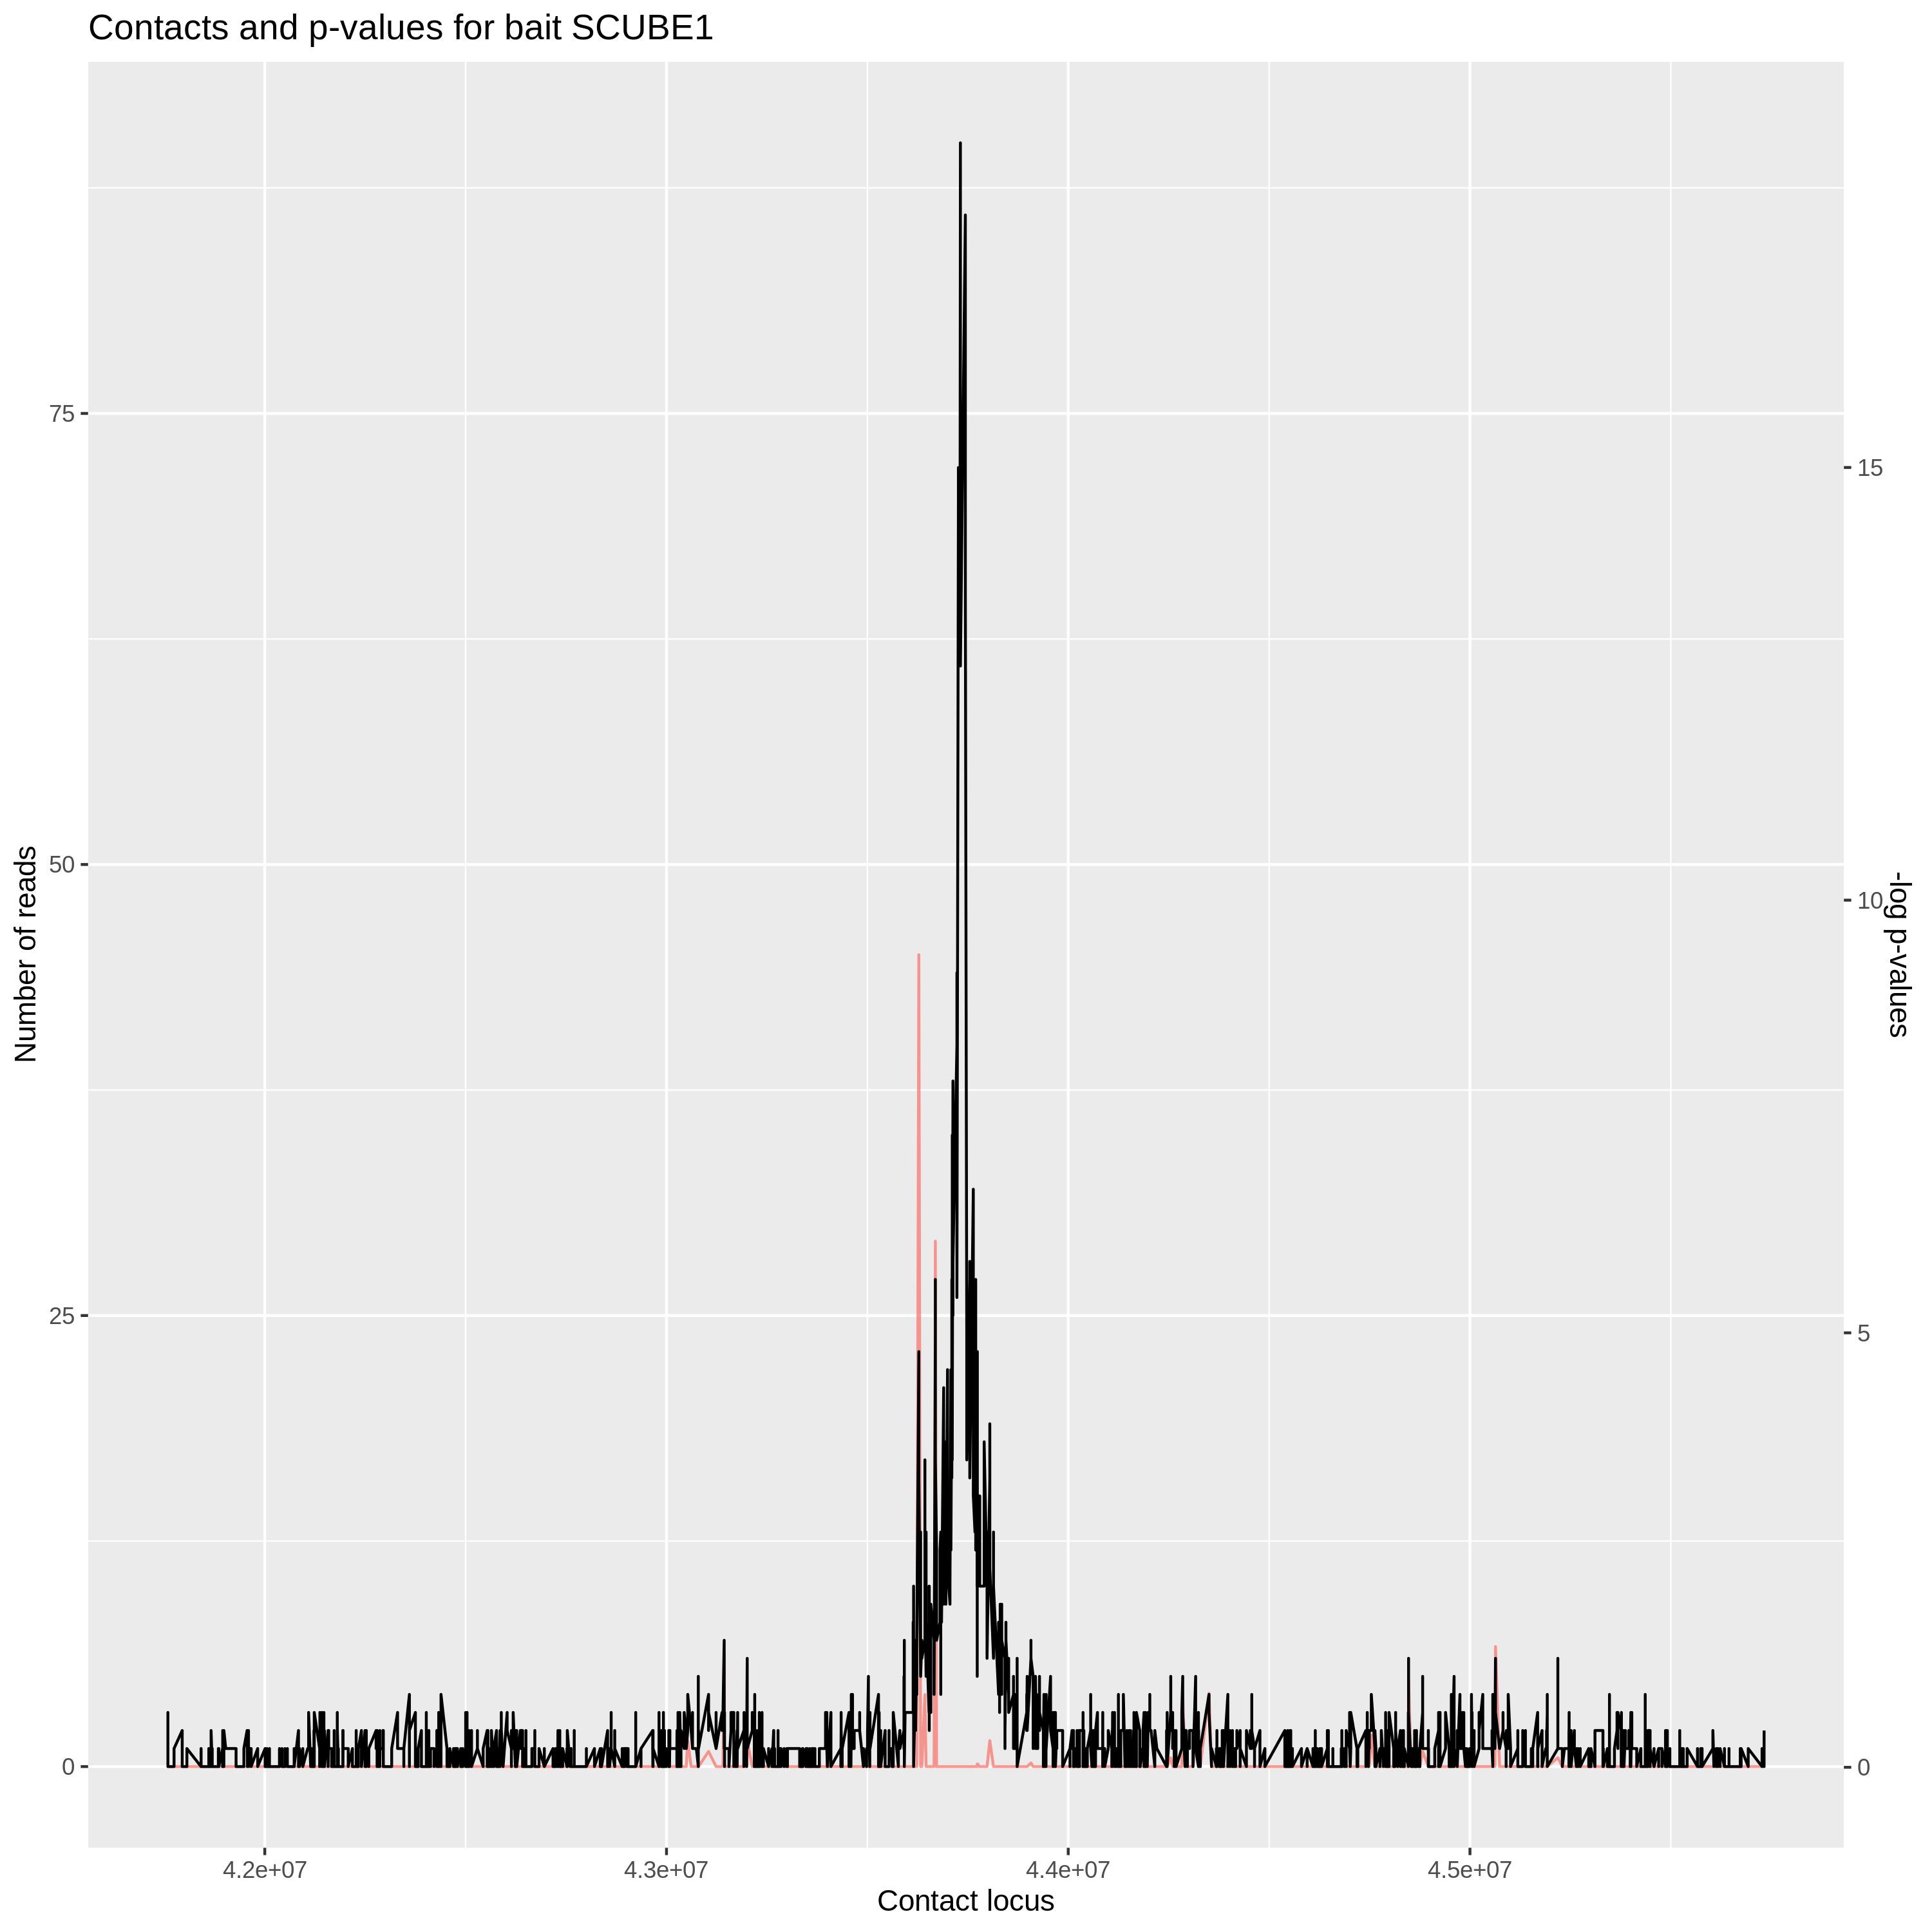 Contacts and p-values for bait SCUBE1
Number of reads
75
50
25
0
15
10
5
0
-log p-values
4.2e+07
4.3e+07
4.4e+07
4.5e+07
Contact locus